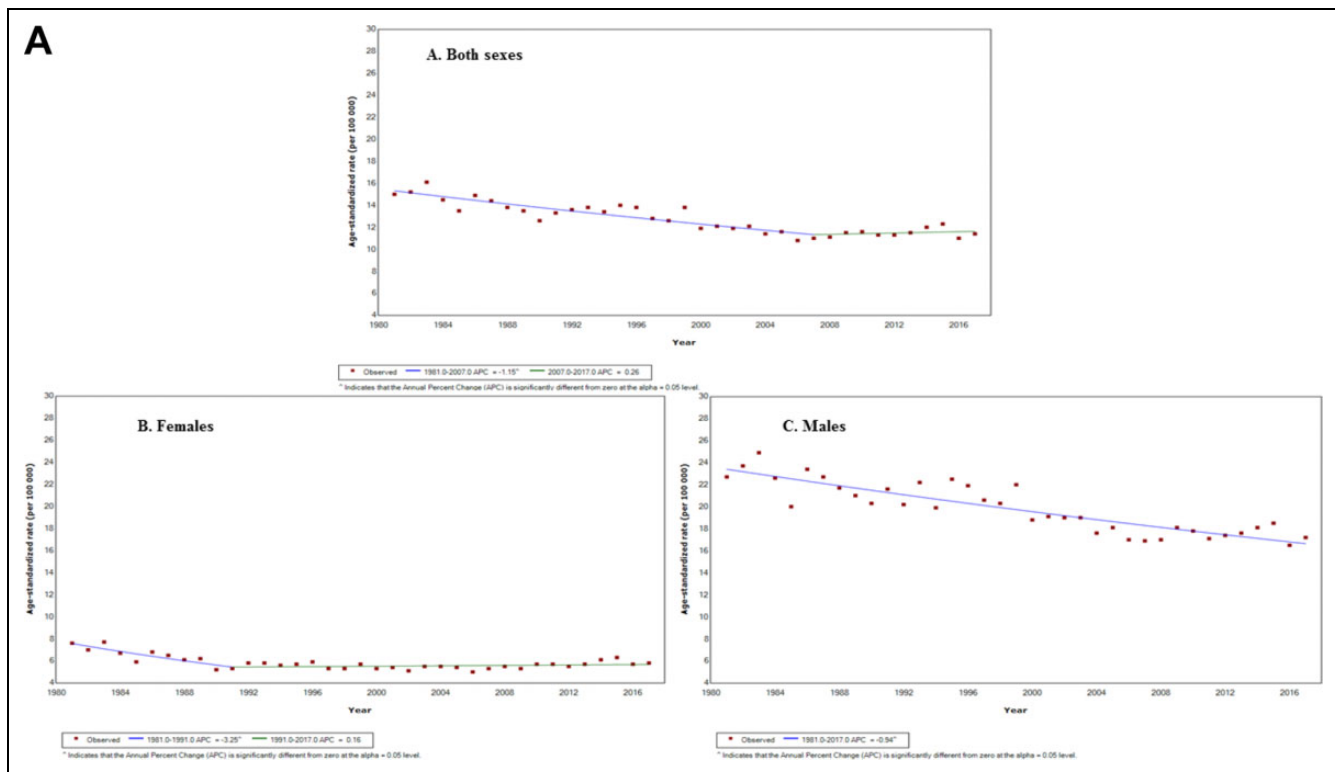 A
A. Both sexes
Age-standardized rate (per 100 000)
30
28
26
24
22
20
18
16
14
12
10
8
6
4
1980 1984 1988 1992 1996 2000 2004 2008 2012 2016
Year
Observed 1981.0-2007.0 APC = -1.15^ 2007.0-2017.0 APC = 0.26
^ Indicates that the Annual Percent Change (APC) is significantly different from zero at the alpha = 0.05 level.
B. Females
Age-standardized rate (per 100 000)
30
28
26
24
22
20
18
16
14
12
10
8
6
4
1980 1984 1988 1992 1996 2000 2004 2008 2012 2016
Year
Observed 1981.0-1991.0 APC = -3.25^ 1991.0-2017.0 APC = 0.16
^ Indicates that the Annual Percent Change (APC) is significantly different from zero at the alpha = 0.05 level.
C. Males
Age-standardized rate (per 100 000)
30
28
26
24
22
20
18
16
14
12
10
8
6
4
1980 1984 1988 1992 1996 2000 2004 2008 2012 2016
Year
Observed 1981.0-2017.0 APC = -0.94^
^ Indicates that the Annual Percent Change (APC) is significantly different from zero at the alpha = 0.05 level.